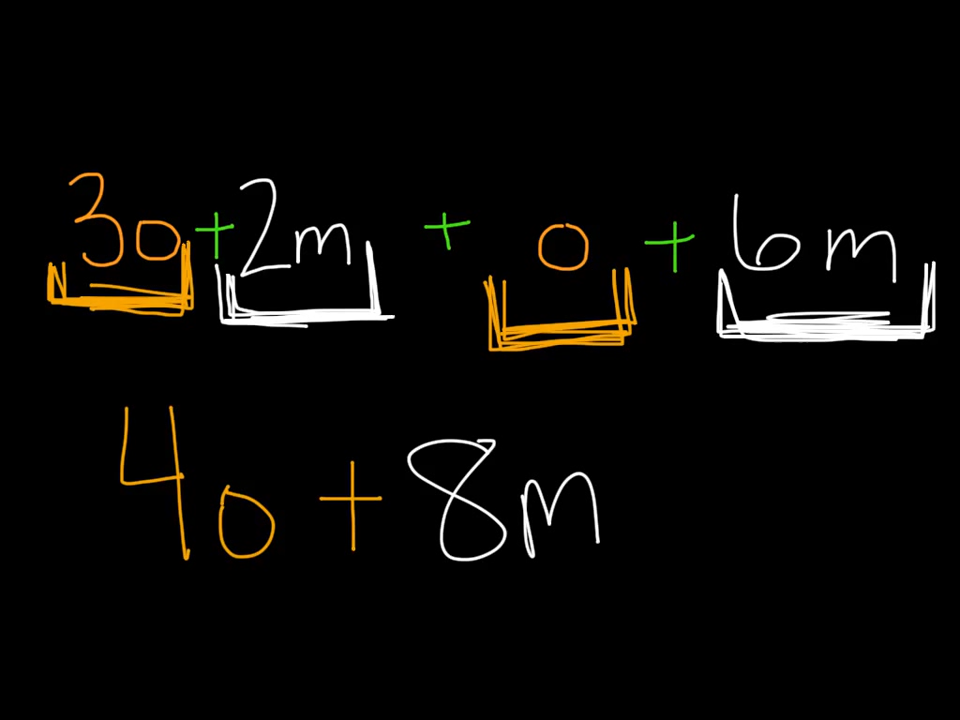 3o + 2m + o + 6m
4o + 8m